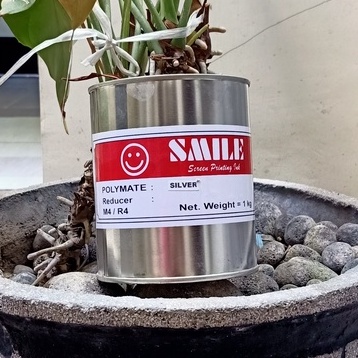 SMILE
Screen Printing Ink
POLYMATE : SILVER
Reducer :
M4 / R4
Net. Weight = 1 kg